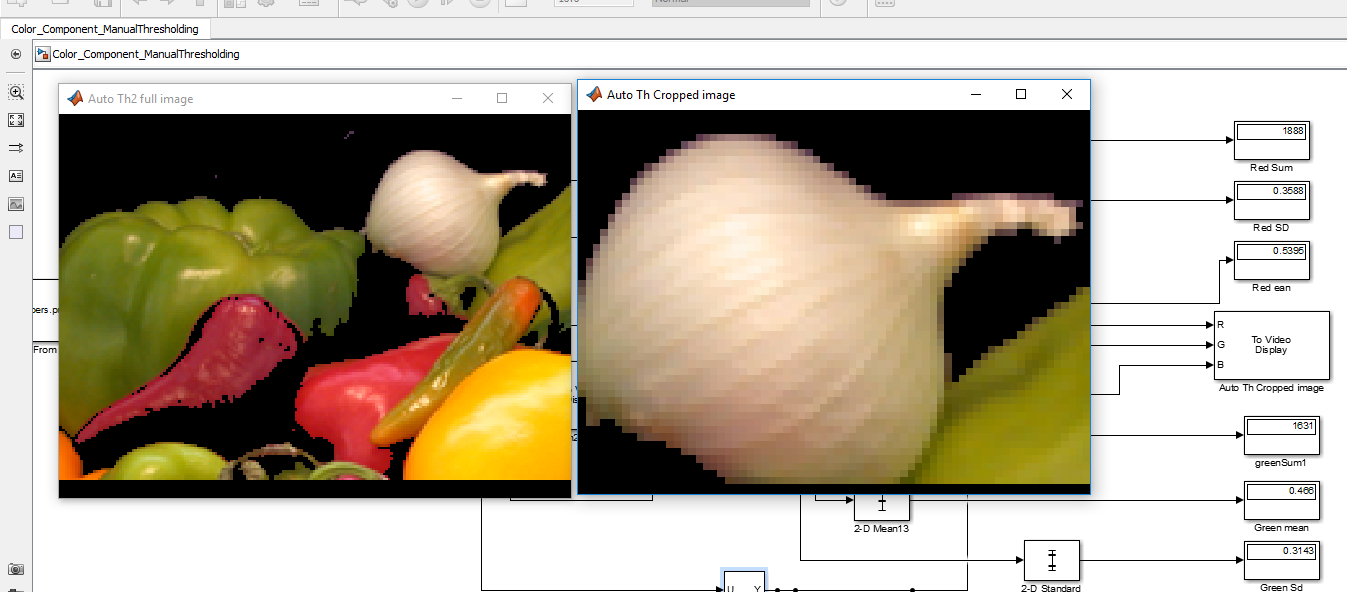 Color_Component_ManualThresholding
Color_Component_ManualThresholding
Auto Th2 full image
Auto Th Cropped image
1888
Red Sum
0.3588
Red SD
0.5395
Red ean
ers.p
From
R
G
B
To Video
Display
Auto Th Cropped image
1631
greenSum1
0.466
Green mean
2-D Mean13
0.3143
Green Sd
2-D Standard
U Y